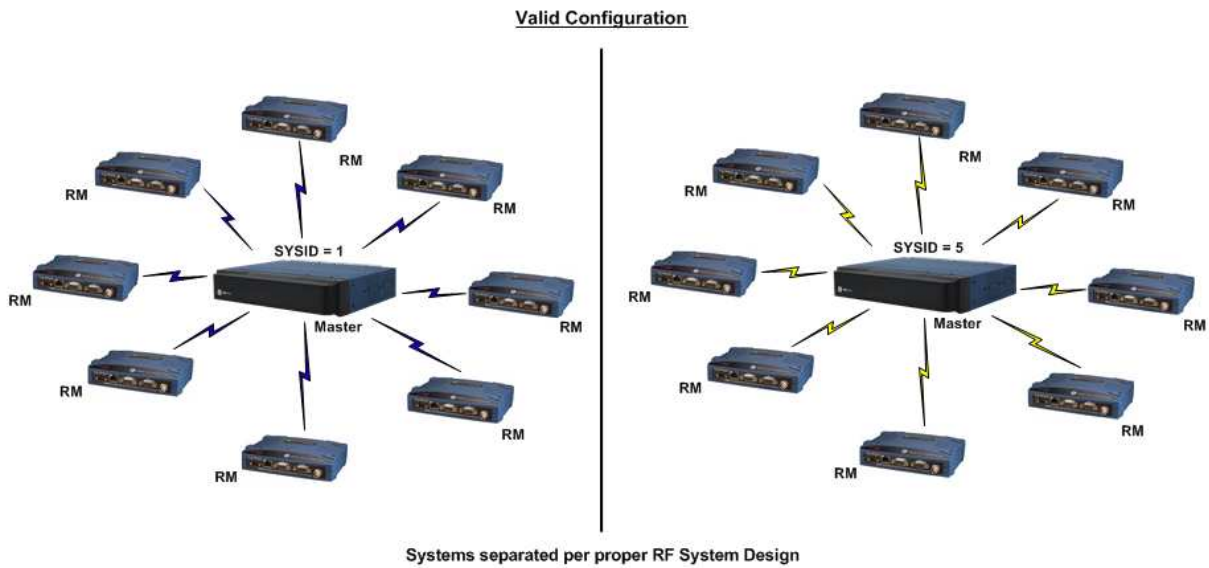 Valid Configuration
RM
RM
RM
SYSID = 1
RM
RM
Master
RM
RM
RM
RM
RM
RM
SYSID = 5
RM
RM
Master
RM
RM
RM
Systems separated per proper RF System Design